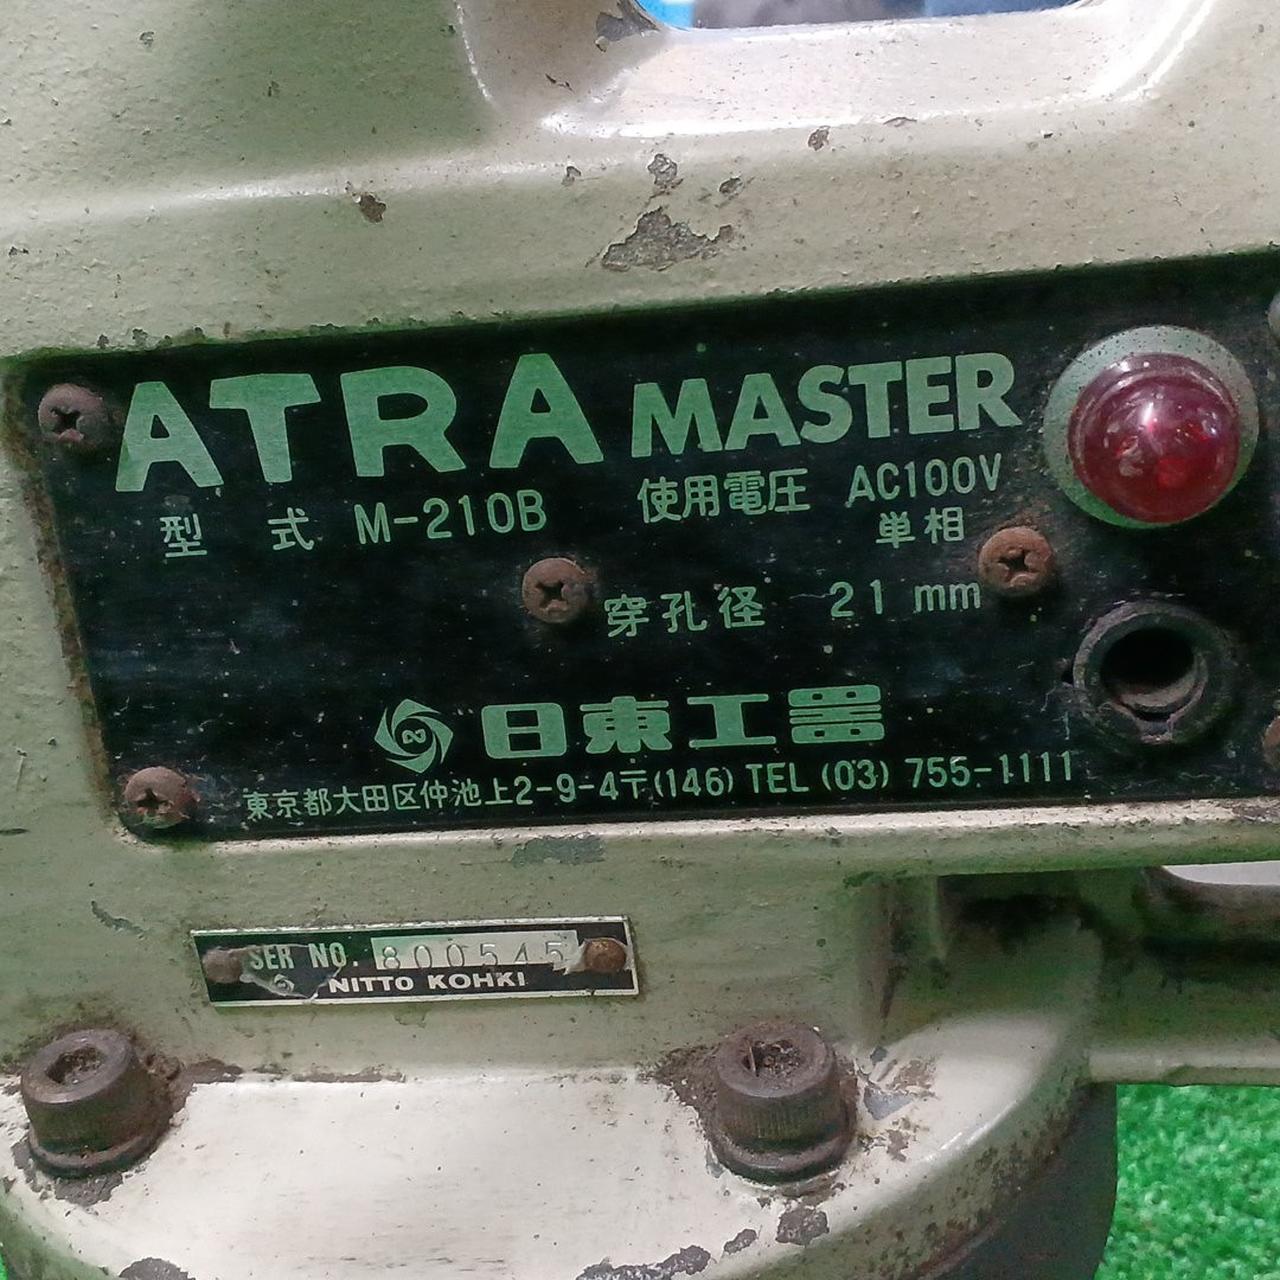 ATRA MASTER
型式 M-210B 使用電圧 AC100V
単相
穿孔径 21 mm
日東工器
東京都大田区仲池上2-9-4〒(146) TEL (03) 755-1111
SER NO. 800545
NITTO KOHKI